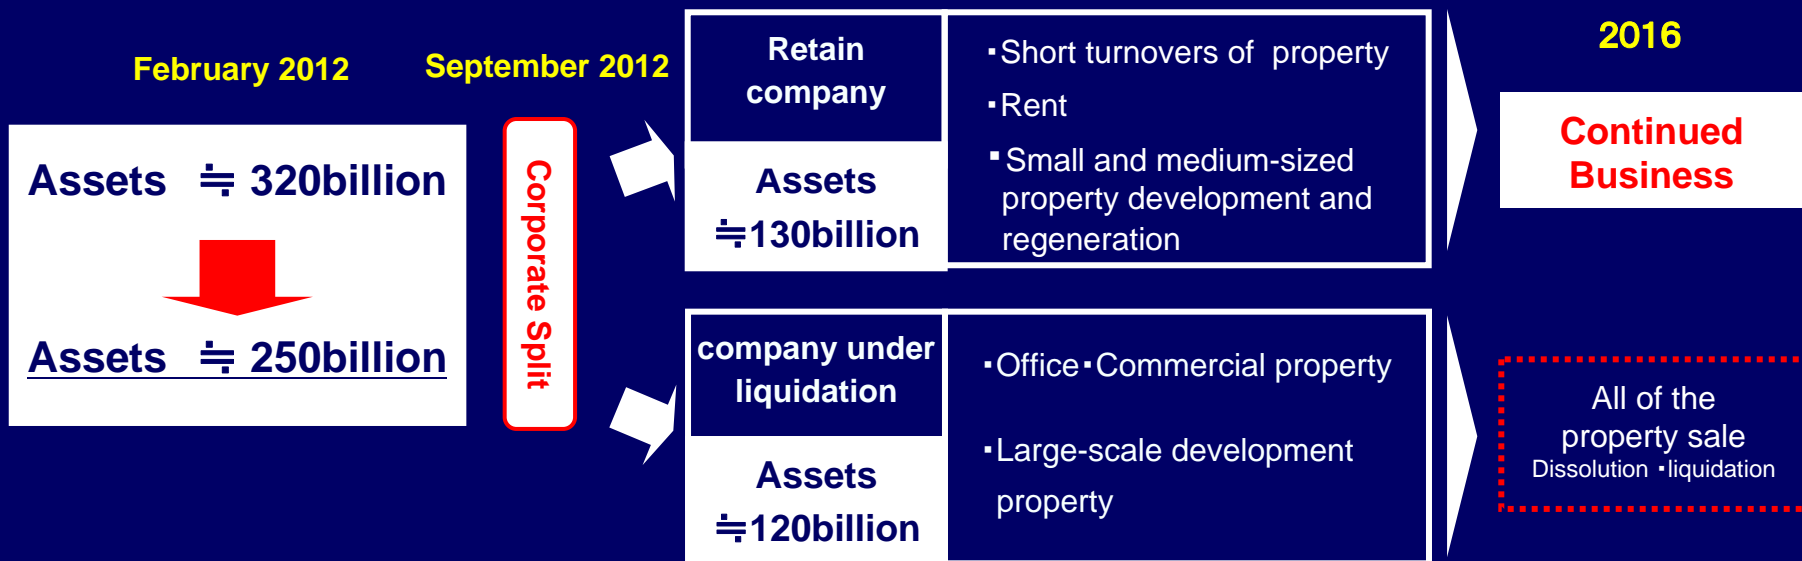 February 2012
Assets ≒ 320billion
Assets ≒ 250billion
September 2012
Corporate Split
Retain
company
Assets
≒130billion
▪Short turnovers of property
▪Rent
▪Small and medium-sized
property development and
regeneration
2016
Continued
Business
company under
liquidation
Assets
≒120billion
▪Office▪Commercial property
▪Large-scale development
property
All of the
property sale
Dissolution ▪liquidation